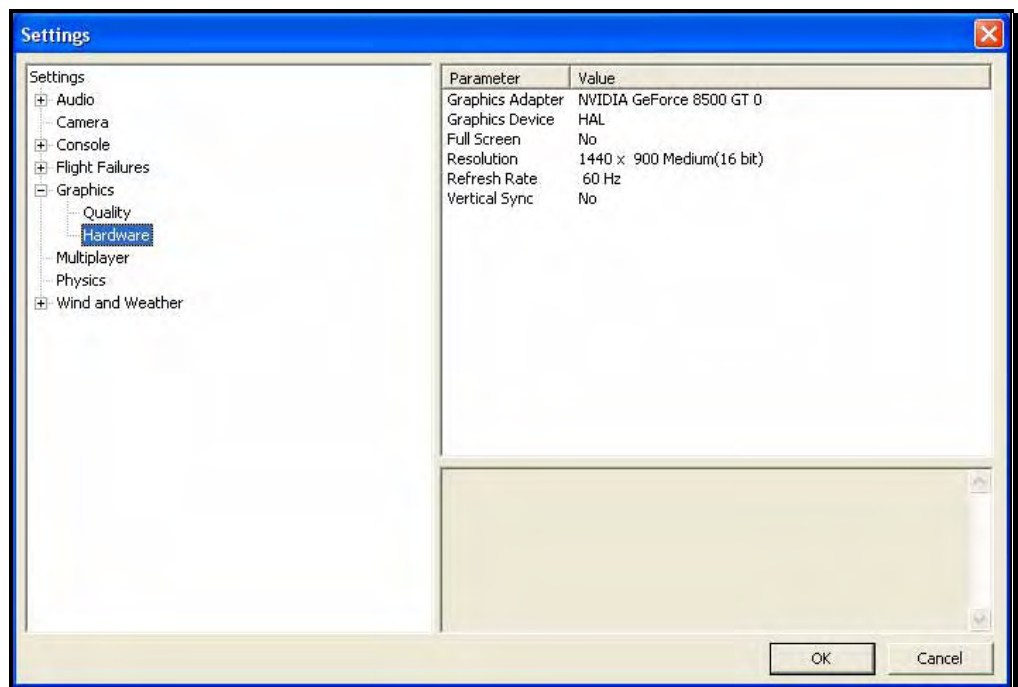 Settings
Settings
Audio
Camera
Console
Flight Failures
Graphics
Quality
Hardware
Multiplayer
Physics
Wind and Weather
Parameter Value
Graphics Adapter NVIDIA GeForce 8500 GT 0
Graphics Device HAL
Full Screen No
Resolution 1440 x 900 Medium(16 bit)
Refresh Rate 60 Hz
Vertical Sync No
OK Cancel